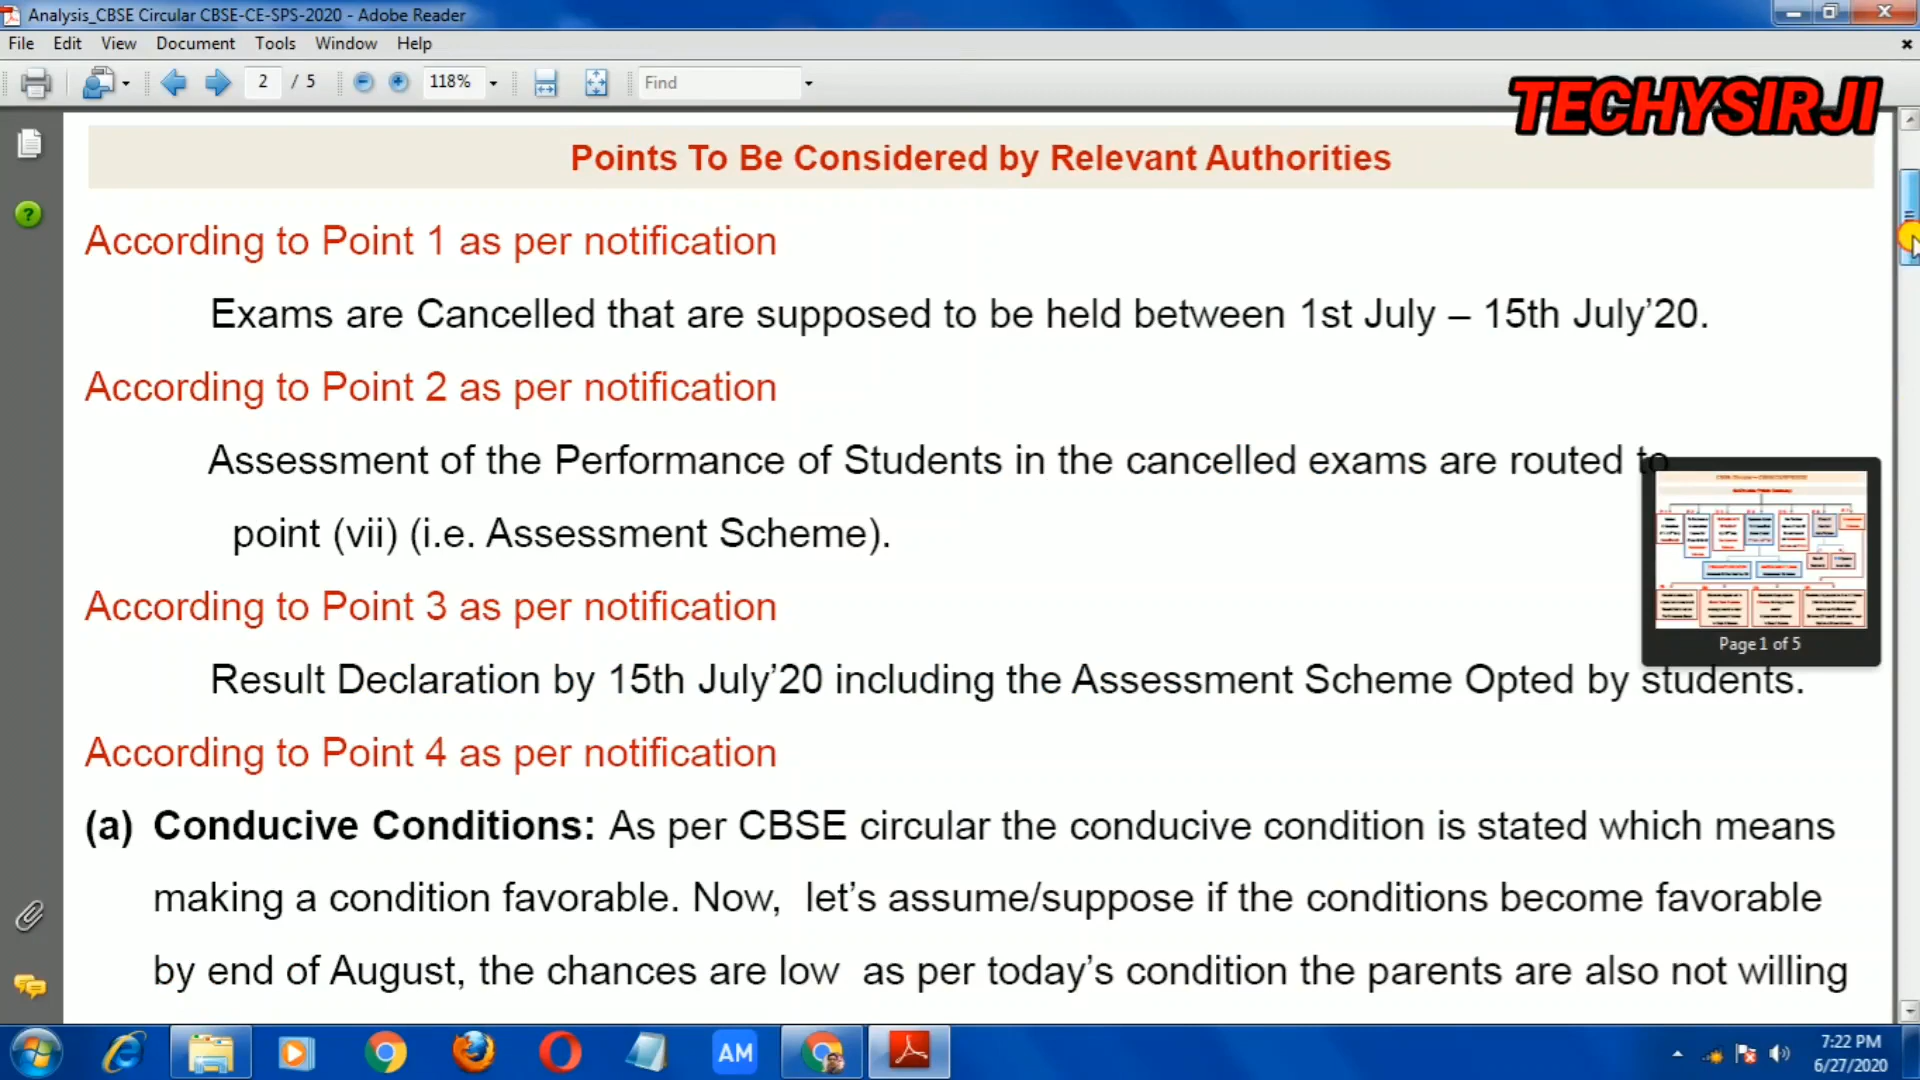 Analysis_CBSE Circular CBSE-CE-SPS-2020 - Adobe Reader
File Edit View Document Tools Window Help
2 / 5 118% Find
TECHYSIRJI
Points To Be Considered by Relevant Authorities
According to Point 1 as per notification
Exams are Cancelled that are supposed to be held between 1st July – 15th July’20.
According to Point 2 as per notification
Assessment of the Performance of Students in the cancelled exams are routed to
point (vii) (i.e. Assessment Scheme).
According to Point 3 as per notification
Page 1 of 5
Result Declaration by 15th July’20 including the Assessment Scheme Opted by students.
According to Point 4 as per notification
(a) Conducive Conditions: As per CBSE circular the conducive condition is stated which means
making a condition favorable. Now, let’s assume/suppose if the conditions become favorable
by end of August, the chances are low as per today’s condition the parents are also not willing
AM
7:22 PM
6/27/2020